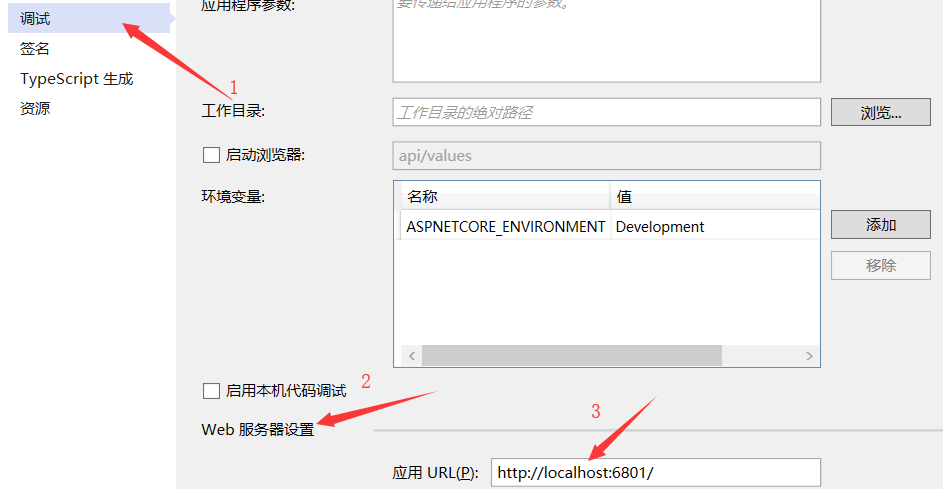 调试
签名
TypeScript 生成
资源
1
应用程序参数:
要传递给应用程序的参数。
工作目录:
工作目录的绝对路径
浏览...
启动浏览器:
api/values
环境变量:
名称 值
ASPNETCORE_ENVIRONMENT Development
添加
移除
启用本机代码调试
2
Web 服务器设置
3
应用 URL(P):
http://localhost:6801/